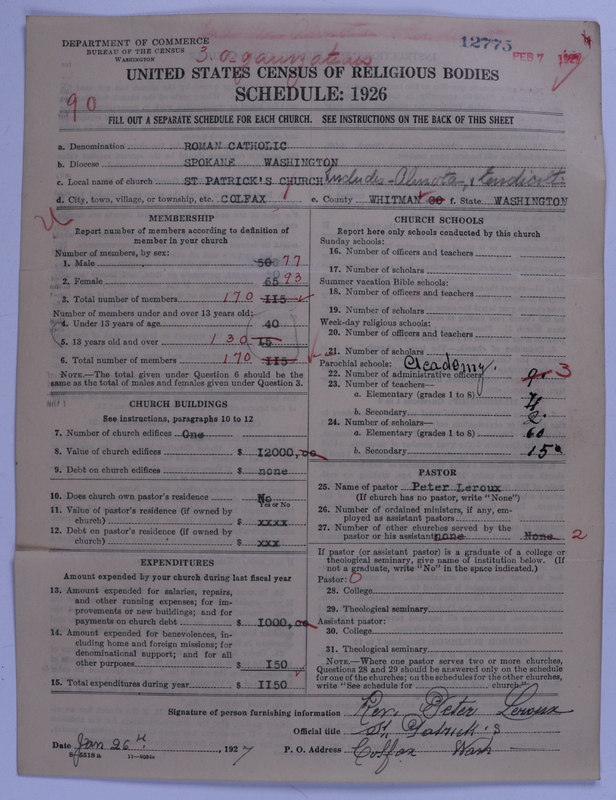 DEPARTMENT OF COMMERCE
BUREAU OF THE CENSUS
WASHINGTON
3 organizations
12775
FEB 7 1927
UNITED STATES CENSUS OF RELIGIOUS BODIES
SCHEDULE: 1926
90
FILL OUT A SEPARATE SCHEDULE FOR EACH CHURCH. SEE INSTRUCTIONS ON THE BACK OF THIS SHEET
a. Denomination ROMAN CATHOLIC
b. Diocese SPOKANE WASHINGTON
c. Local name of church ST PATRICK'S CHURCH Includes - Almota, Endicott
d. City, town, village, or township, etc. COLFAX e. County WHITMAN CO f. State WASHINGTON
MEMBERSHIP
Report number of members according to definition of member in your church
Number of members, by sex:
1. Male 50 77
2. Female 65 93
3. Total number of members 170 115
Number of members under and over 13 years old:
4. Under 13 years of age 40
5. 13 years old and over 130 15
6. Total number of members 170 115
NOTE.—The total given under Question 6 should be the same as the total of males and females given under Question 3.
CHURCH BUILDINGS
See instructions, paragraphs 10 to 12
7. Number of church edifices One
8. Value of church edifices $ 12000,00
9. Debt on church edifices $ none
10. Does church own pastor's residence No
Yes or No
11. Value of pastor's residence (if owned by church) $ xxxx
12. Debt on pastor's residence (if owned by church) $ xxx
EXPENDITURES
Amount expended by your church during last fiscal year
13. Amount expended for salaries, repairs, and other running expenses; for improvements or new buildings; and for payments on church debt $ 1000,00
14. Amount expended for benevolences, including home and foreign missions; for denominational support; and for all other purposes $ 150
15. Total expenditures during year $ 1150
CHURCH SCHOOLS
Report here only schools conducted by this church
Sunday schools:
16. Number of officers and teachers
17. Number of scholars
Summer vacation Bible schools:
18. Number of officers and teachers
19. Number of scholars
Week-day religious schools:
20. Number of officers and teachers
21. Number of scholars
Parochial schools: Academy.
22. Number of administrative officers 9 3
23. Number of teachers—
a. Elementary (grades 1 to 8) 4
b. Secondary 2
24. Number of scholars—
a. Elementary (grades 1 to 8) 60
b. Secondary 15
PASTOR
25. Name of pastor Peter Leroux
(If church has no pastor, write "None")
26. Number of ordained ministers, if any, employed as assistant pastors
27. Number of other churches served by the pastor or his assistant none None 2
If pastor (or assistant pastor) is a graduate of a college or theological seminary, give name of institution below. (If not a graduate, write "No" in the space indicated.)
Pastor: 0
28. College
29. Theological seminary
Assistant pastor:
30. College
31. Theological seminary
NOTE.—Where one pastor serves two or more churches, Questions 28 and 29 should be answered only on the schedule for one of the churches; on the schedules for the other churches, write "See schedule for church."
Signature of person furnishing information Rev. Peter Leroux
Official title St. Patrick's
Date Jan 26th, 1927 P. O. Address Colfax Wash
8-5518a